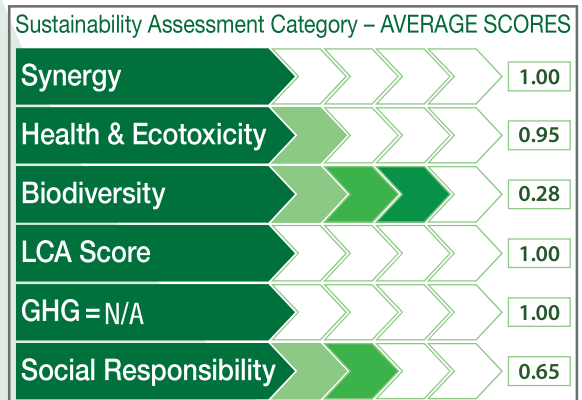 Sustainability Assessment Category – AVERAGE SCORES
Synergy 1.00
Health & Ecotoxicity 0.95
Biodiversity 0.28
LCA Score 1.00
GHG = N/A 1.00
Social Responsibility 0.65